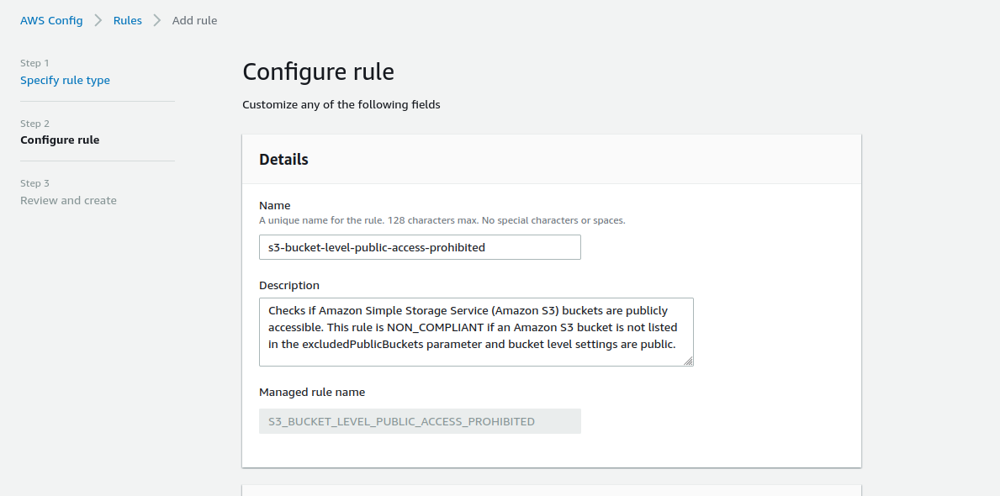 AWS Config > Rules > Add rule
Step 1
Specify rule type
Step 2
Configure rule
Step 3
Review and create
Configure rule
Customize any of the following fields
Details
Name
A unique name for the rule. 128 characters max. No special characters or spaces.
s3-bucket-level-public-access-prohibited
Description
Checks if Amazon Simple Storage Service (Amazon S3) buckets are publicly
accessible. This rule is NON_COMPLIANT if an Amazon S3 bucket is not listed
in the excludedPublicBuckets parameter and bucket level settings are public.
Managed rule name
S3_BUCKET_LEVEL_PUBLIC_ACCESS_PROHIBITED